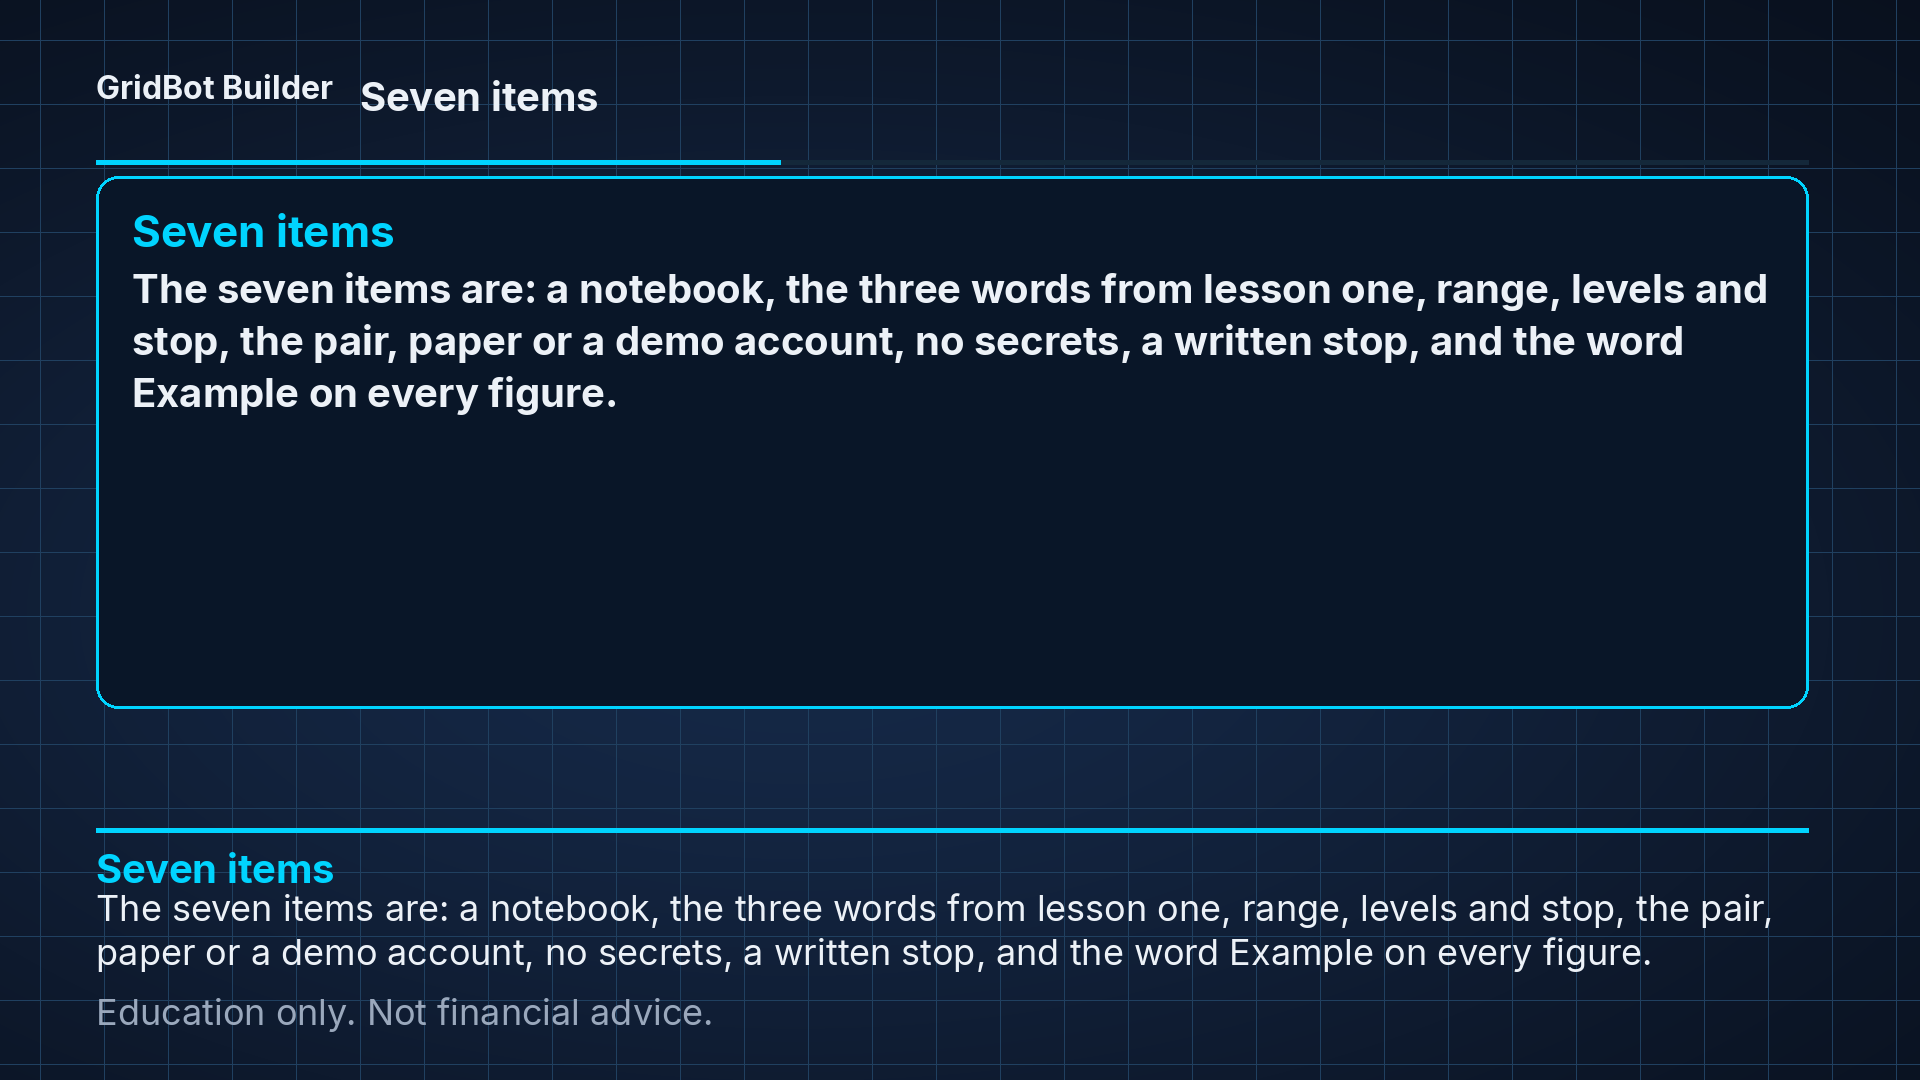 GridBot Builder
Seven items
Seven items
The seven items are: a notebook, the three words from lesson one, range, levels and
stop, the pair, paper or a demo account, no secrets, a written stop, and the word
Example on every figure.
Seven items
The seven items are: a notebook, the three words from lesson one, range, levels and stop, the pair,
paper or a demo account, no secrets, a written stop, and the word Example on every figure.
Education only. Not financial advice.